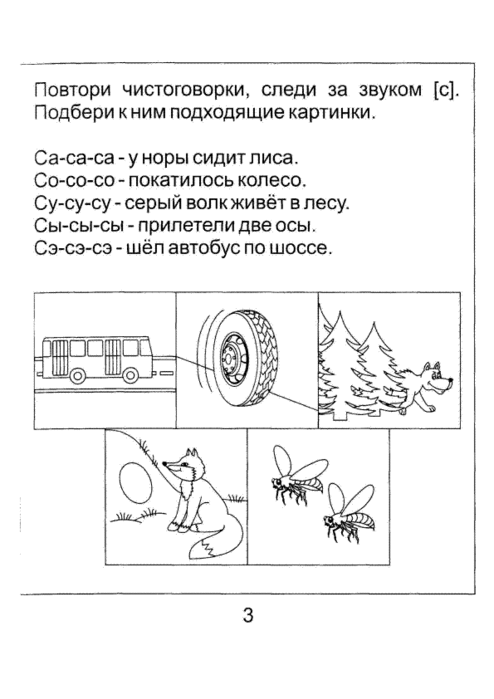 Повтори чистоговорки, следи за звуком [с].
Подбери к ним подходящие картинки.
Са-са-са - у норы сидит лиса.
Со-со-со - покатилось колесо.
Су-су-су - серый волк живёт в лесу.
Сы-сы-сы - прилетели две осы.
Сэ-сэ-сэ - шёл автобус по шоссе.
3